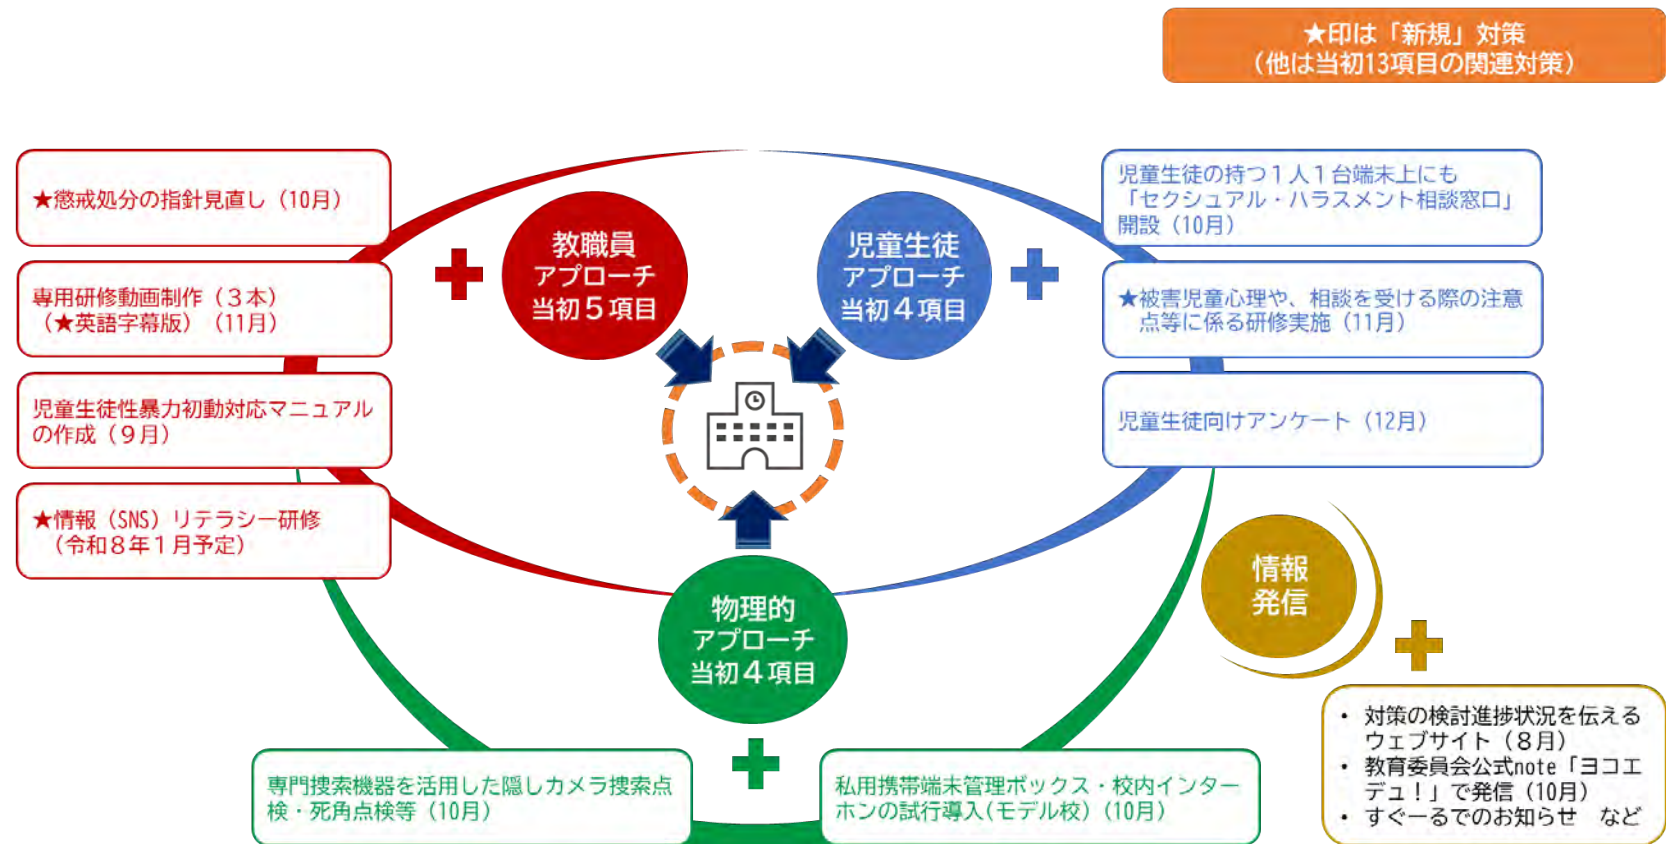 ★印は「新規」対策
（他は当初13項目の関連対策）
★懲戒処分の指針見直し（10月）
専用研修動画制作（３本）
（★英語字幕版）（11月）
児童生徒性暴力初動対応マニュアル
の作成（９月）
★情報（SNS）リテラシー研修
（令和８年１月予定）
教職員
アプローチ
当初５項目
児童生徒
アプローチ
当初４項目
児童生徒の持つ１人１台端末上にも
「セクシュアル・ハラスメント相談窓口」
開設（10月）
★被害児童心理や、相談を受ける際の注意
点等に係る研修実施（11月）
児童生徒向けアンケート（12月）
物理的
アプローチ
当初４項目
専門捜索機器を活用した隠しカメラ捜索点
検・死角点検等（10月）
私用携帯端末管理ボックス・校内インター
ホンの試行導入(モデル校)（10月）
情報
発信
• 対策の検討進捗状況を伝える
ウェブサイト（８月）
• 教育委員会公式note「ヨコエ
デュ！」で発信（10月）
• すぐーるでのお知らせ　など